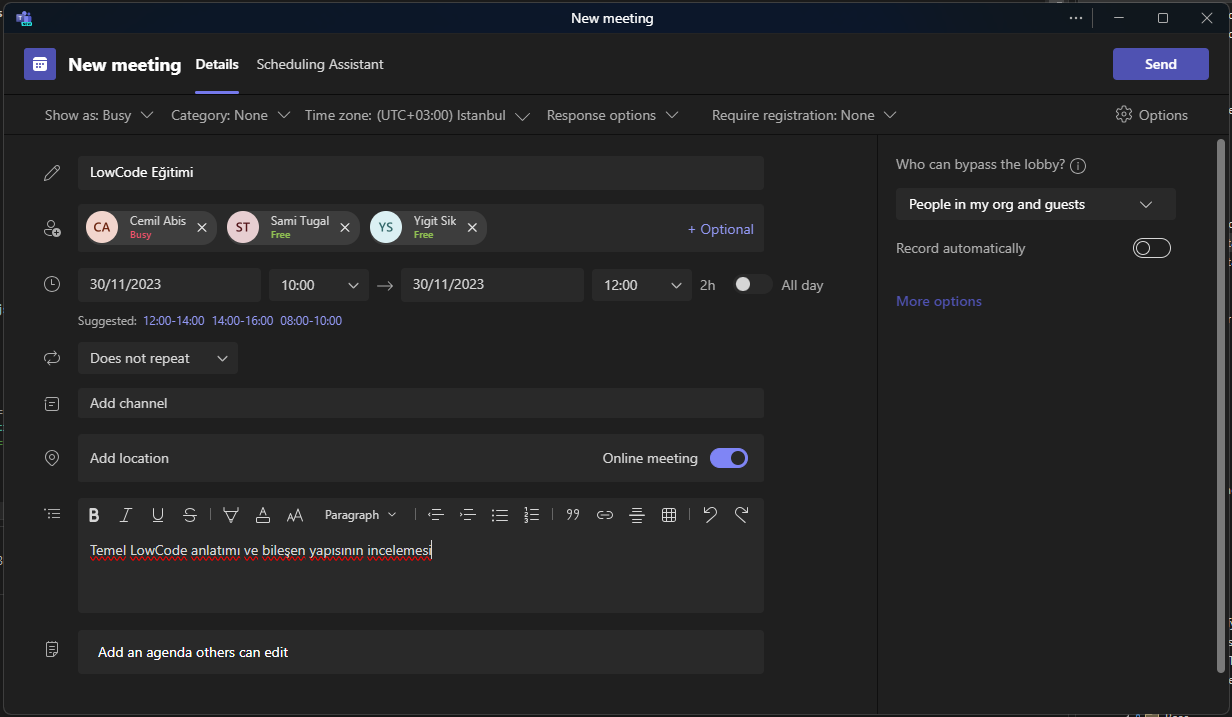 New meeting
New meeting Details Scheduling Assistant Send
Show as: Busy Category: None Time zone: (UTC+03:00) Istanbul Response options Require registration: None Options
LowCode Eğitimi
CA Cemil Abis Busy ST Sami Tugal Free YS Yigit Sik Free + Optional
30/11/2023 10:00 30/11/2023 12:00 2h All day
Suggested: 12:00-14:00 14:00-16:00 08:00-10:00
Does not repeat
Add channel
Add location Online meeting
B I U S AA Paragraph
Temel LowCode anlatımı ve bileşen yapısının incelemesi
Add an agenda others can edit
Who can bypass the lobby?
People in my org and guests
Record automatically
More options